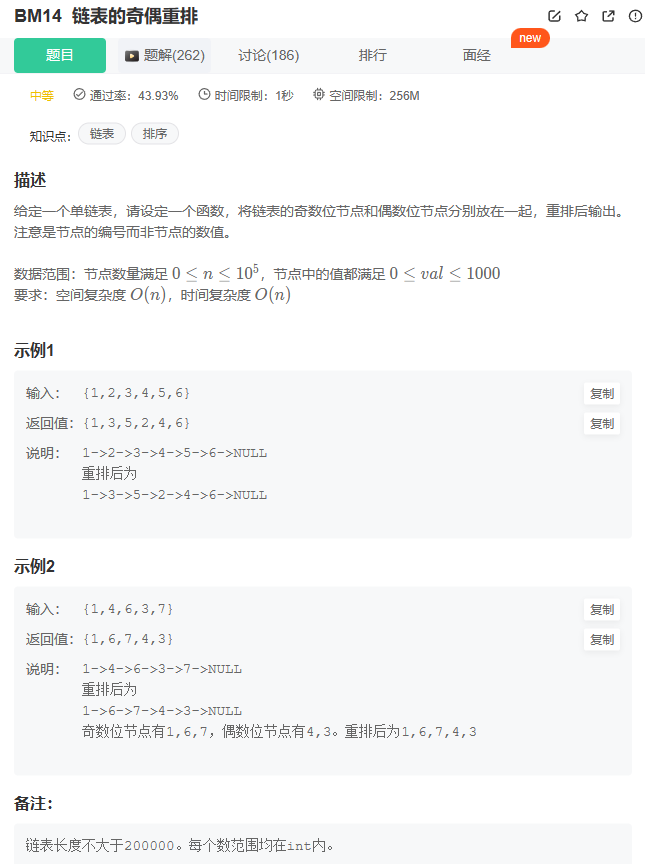 BM14 链表的奇偶重排
题目 题解(262) 讨论(186) 排行 面经 new
中等 通过率：43.93% 时间限制：1秒 空间限制：256M
知识点： 链表 排序
描述
给定一个单链表，请设定一个函数，将链表的奇数位节点和偶数位节点分别放在一起，重排后输出。
注意是节点的编号而非节点的数值。
数据范围：节点数量满足 0 ≤ n ≤ 10^5，节点中的值都满足 0 ≤ val ≤ 1000
要求：空间复杂度 O(n)，时间复杂度 O(n)
示例1
输入： {1,2,3,4,5,6} 复制
返回值：{1,3,5,2,4,6} 复制
说明： 1->2->3->4->5->6->NULL
重排后为
1->3->5->2->4->6->NULL
示例2
输入： {1,4,6,3,7} 复制
返回值：{1,6,7,4,3} 复制
说明： 1->4->6->3->7->NULL
重排后为
1->6->7->4->3->NULL
奇数位节点有1,6,7，偶数位节点有4,3。重排后为1,6,7,4,3
备注：
链表长度不大于200000。每个数范围均在int内。